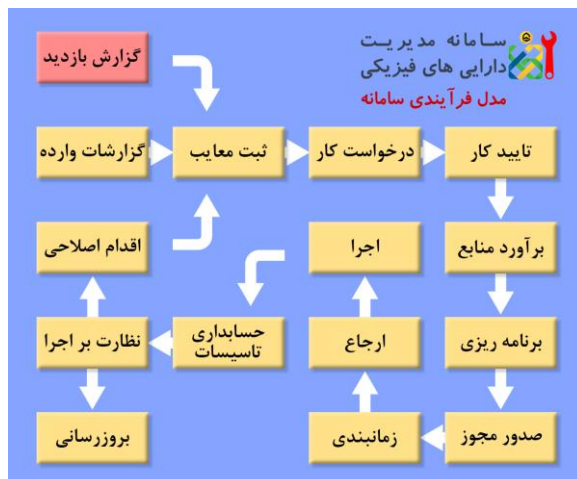 سامانه مدیریت
دارایی های فیزیکی
مدل فرآیندی سامانه
گزارش بازدید
تایید کار
درخواست کار
ثبت معایب
گزارشات وارده
برآورد منابع
اجرا
اقدام اصلاحی
برنامه ریزی
ارجاع
حسابداری
تاسیسات
نظارت بر اجرا
صدور مجوز
زمانبندی
بروزرسانی